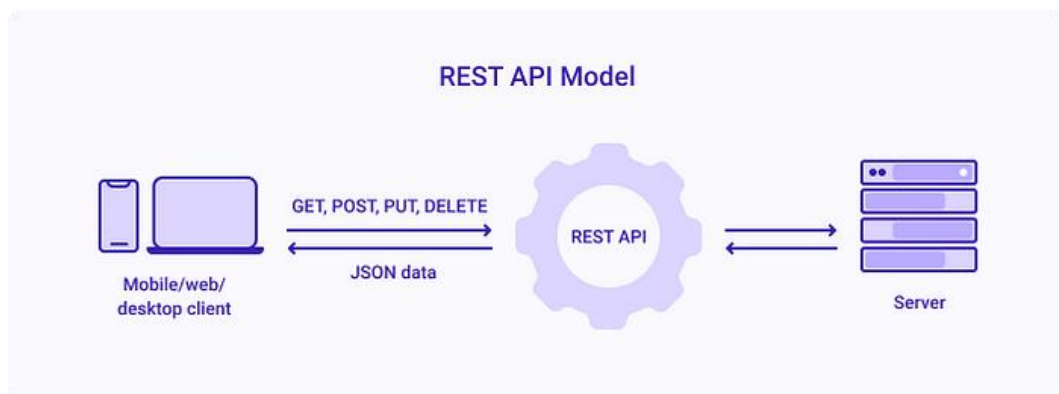 REST API Model
GET, POST, PUT, DELETE
REST API
JSON data
Mobile/web/
desktop client
Server